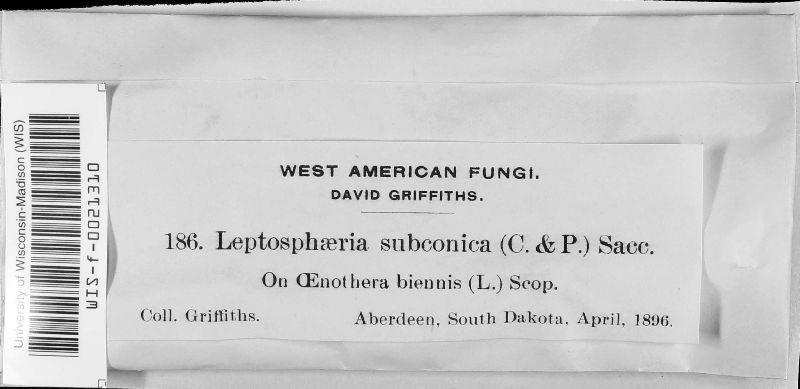 WEST AMERICAN FUNGI.
DAVID GRIFFITHS.
186. Leptosphæria subconica (C. & P.) Sacc.
On Œnothera biennis (L.) Scop.
Coll. Griffiths.
Aberdeen, South Dakota, April, 1896.
University of Wisconsin-Madison (WIS)
WIS-f-0071310